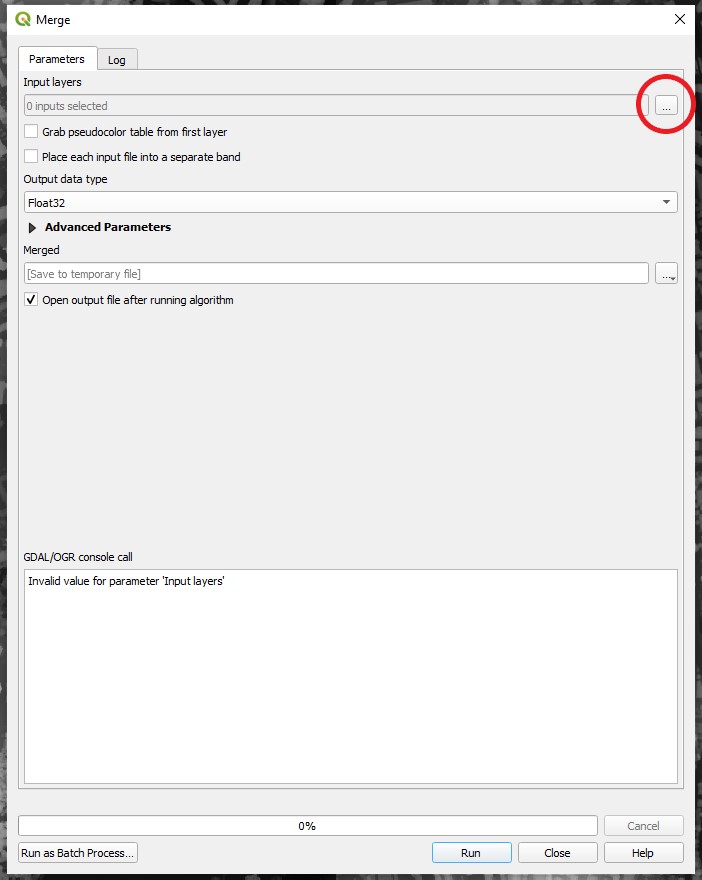 Merge
Parameters
Log
Input layers
0 inputs selected
...
Grab pseudocolor table from first layer
Place each input file into a separate band
Output data type
Float32
Advanced Parameters
Merged
[Save to temporary file]
...
Open output file after running algorithm
GDAL/OGR console call
Invalid value for parameter 'Input layers'
0%
Cancel
Run as Batch Process...
Run
Close
Help